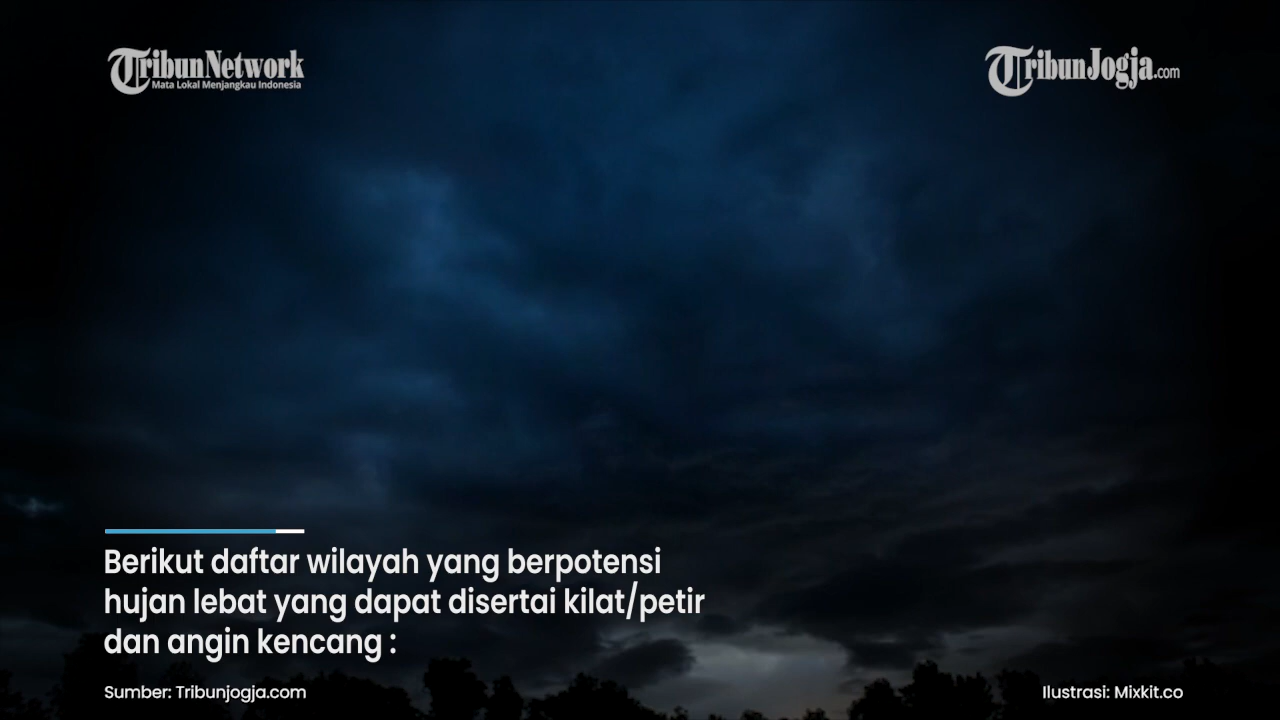 TribunNetwork
Mata Lokal Menjangkau Indonesia
TribunJogja.com
Berikut daftar wilayah yang berpotensi
hujan lebat yang dapat disertai kilat/petir
dan angin kencang :
Sumber: Tribunjogja.com
Ilustrasi: Mixkit.co